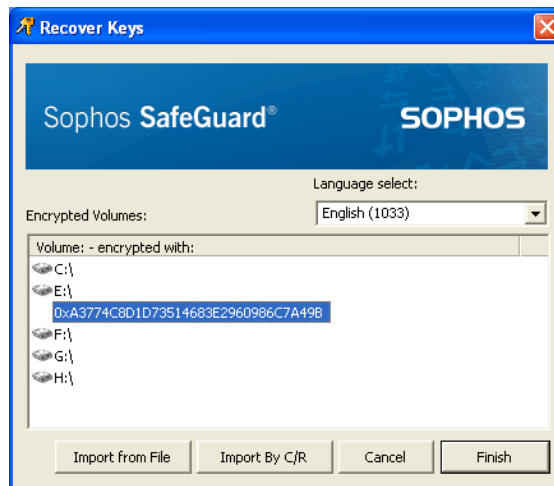 Recover Keys
Sophos SafeGuard®
SOPHOS
Language select:
Encrypted Volumes:
English (1033)
Volume: - encrypted with:
C:\
E:\
0xA3774C8D1D73514683E2960986C7A49B
F:\
G:\
H:\
Import from File
Import By C/R
Cancel
Finish